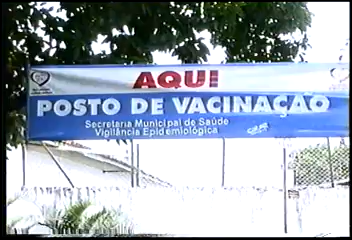 AQUI
POSTO DE VACINAÇÃO
Secretaria Municipal de Saúde
Vigilância Epidemiológica